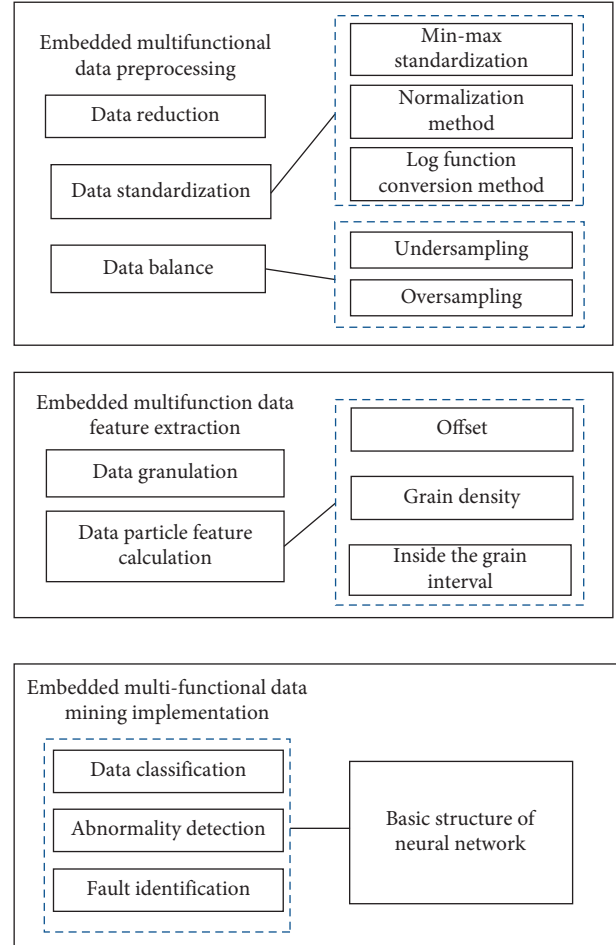 Embedded multifunctional
data preprocessing
Data reduction
Data standardization
Data balance
Min-max
standardization
Normalization
method
Log function
conversion method
Undersampling
Oversampling
Embedded multifunction data
feature extraction
Data granulation
Data particle feature
calculation
Offset
Grain density
Inside the grain
interval
Embedded multi-functional data
mining implementation
Data classification
Abnormality detection
Fault identification
Basic structure of
neural network